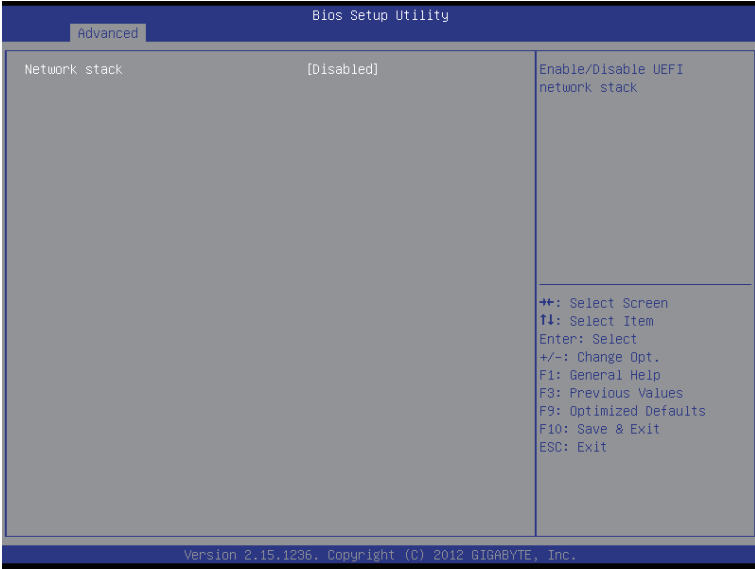 Bios Setup Utility
Advanced
Network stack [Disabled]
Enable/Disable UEFI
network stack
→←: Select Screen
↑↓: Select Item
Enter: Select
+/-: Change Opt.
F1: General Help
F3: Previous Values
F9: Optimized Defaults
F10: Save & Exit
ESC: Exit
Version 2.15.1236. Copyright (C) 2012 GIGABYTE, Inc.